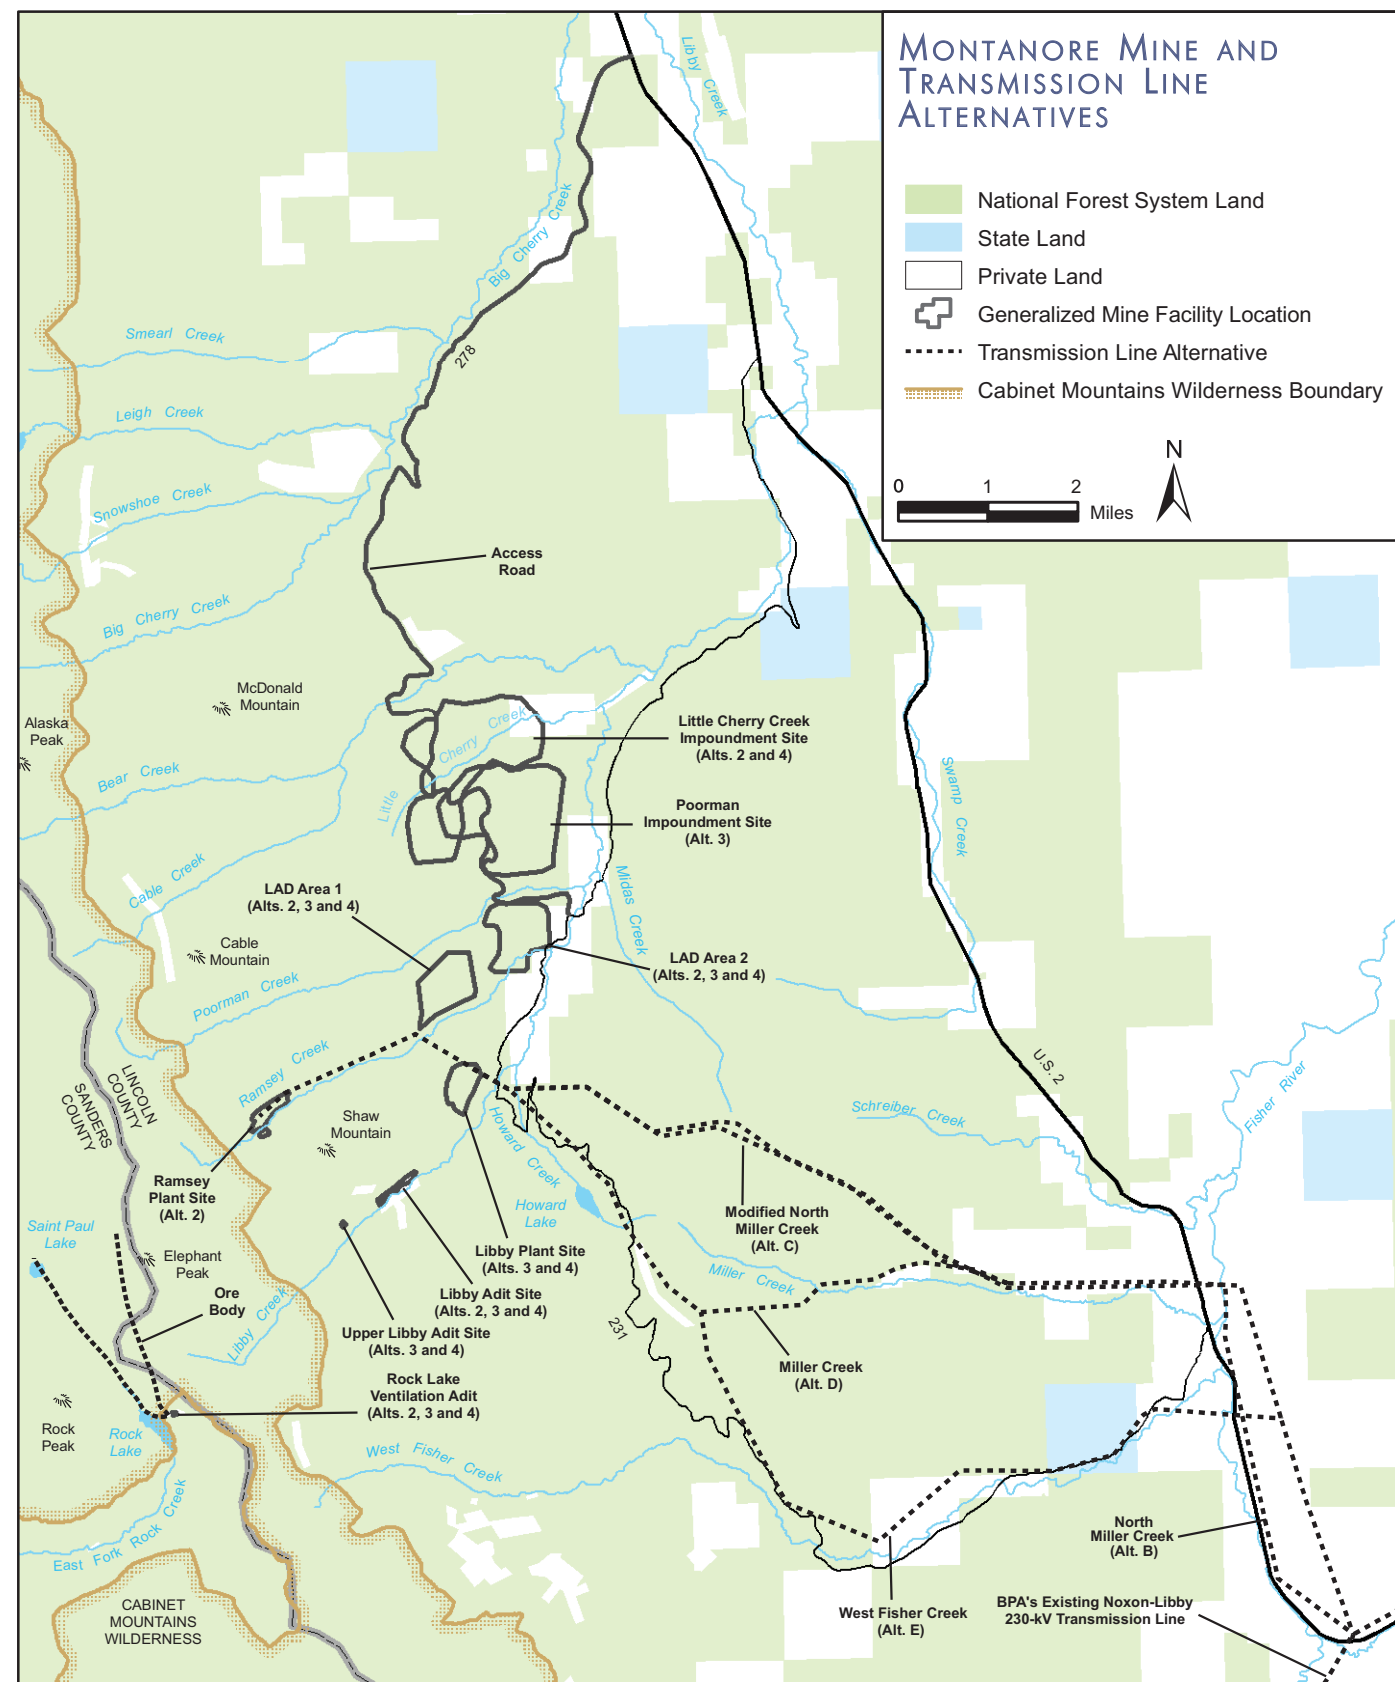 MONTANORE MINE AND
TRANSMISSION LINE
ALTERNATIVES
National Forest System Land
State Land
Private Land
Generalized Mine Facility Location
Transmission Line Alternative
Cabinet Mountains Wilderness Boundary
N
0 1 2
Miles
Libby Creek
Big Cherry Creek
Smearl Creek
278
Leigh Creek
Snowshoe Creek
Access
Road
Big Cherry Creek
McDonald
Mountain
Alaska
Peak
Little Cherry Creek
Little Cherry Creek
Impoundment Site
(Alts. 2 and 4)
Bear Creek
Swamp Creek
Poorman
Impoundment Site
(Alt. 3)
Cable Creek
Midas Creek
LAD Area 1
(Alts. 2, 3 and 4)
Cable
Mountain
LAD Area 2
(Alts. 2, 3 and 4)
Poorman Creek
Ramsey Creek
U.S. 2
LINCOLN
COUNTY
SANDERS
COUNTY
Shaw
Mountain
Howard Creek
Schreiber Creek
Fisher River
Ramsey
Plant Site
(Alt. 2)
Howard
Lake
Modified North
Miller Creek
(Alt. C)
Saint Paul
Lake
Elephant
Peak
Libby Plant Site
(Alts. 3 and 4)
Miller Creek
Ore
Body
Libby Adit Site
(Alts. 2, 3 and 4)
Libby Creek
Upper Libby Adit Site
(Alts. 3 and 4)
231
Miller Creek
(Alt. D)
Rock Lake
Ventilation Adit
(Alts. 2, 3 and 4)
Rock
Peak
Rock
Lake
West Fisher Creek
East Fork Rock Creek
North
Miller Creek
(Alt. B)
CABINET
MOUNTAINS
WILDERNESS
West Fisher Creek
(Alt. E)
BPA's Existing Noxon-Libby
230-kV Transmission Line